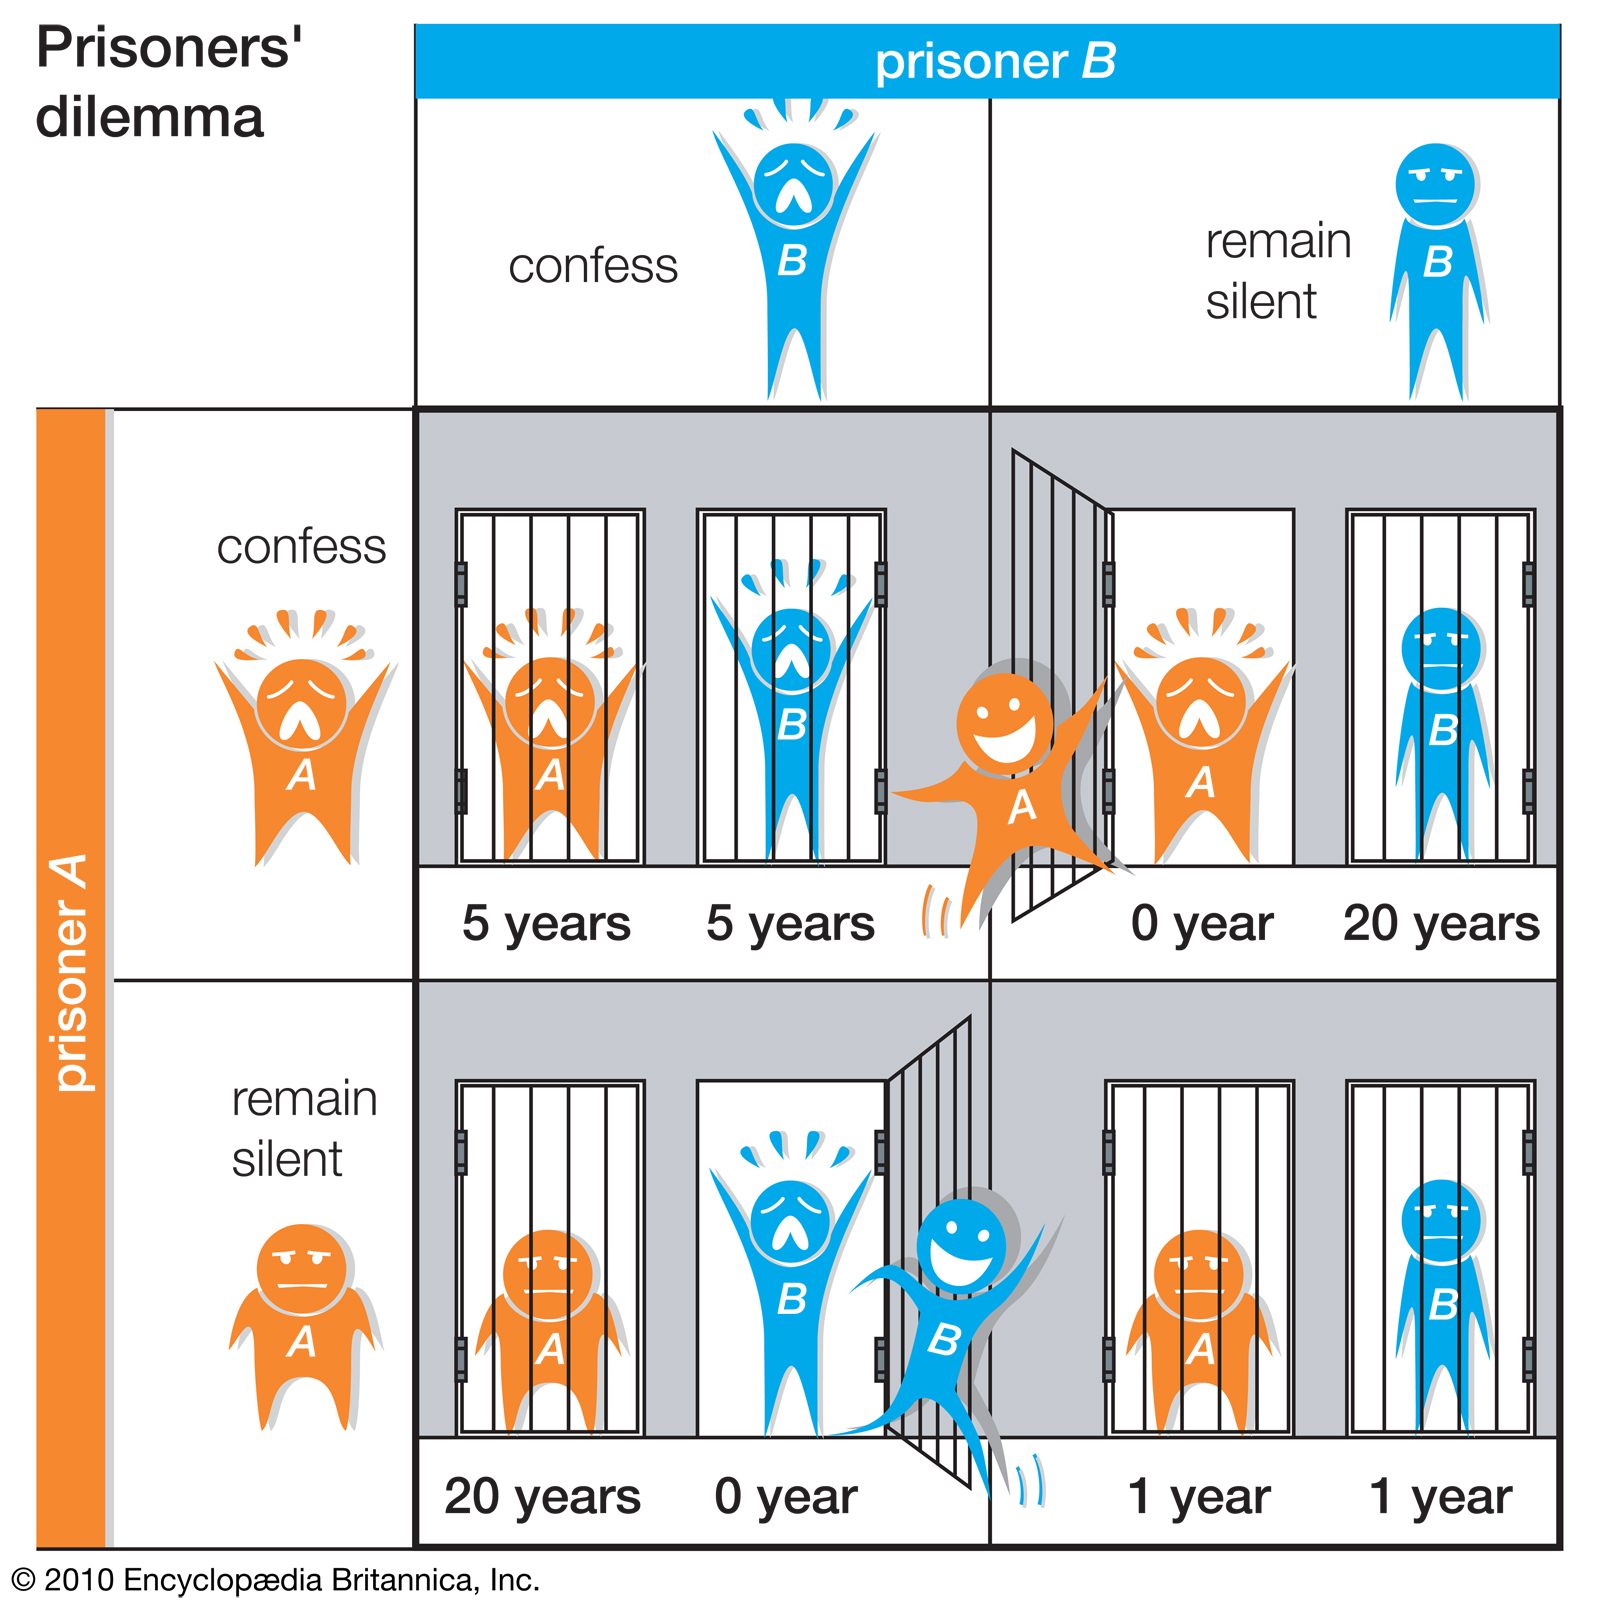 Prisoners'
dilemma
prisoner B
confess
B
remain
silent
B
prisoner A
confess
A
A
B
A
A
B
5 years
5 years
0 year
20 years
remain
silent
A
A
B
B
A
B
20 years
0 year
1 year
1 year
© 2010 Encyclopædia Britannica, Inc.